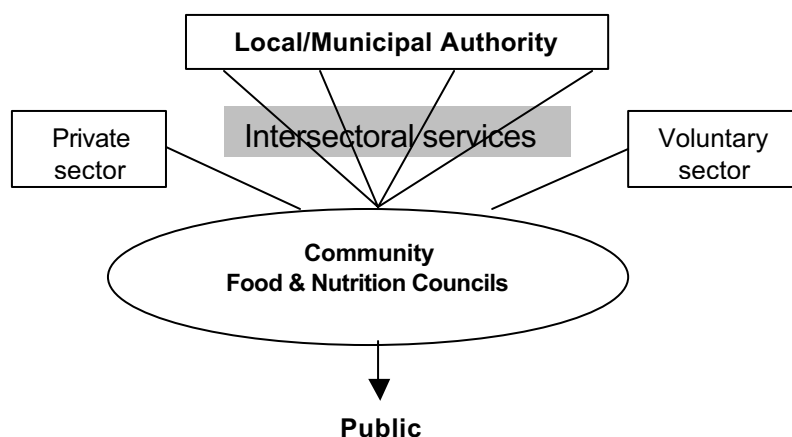 Local/Municipal Authority
Intersectoral services
Private
sector
Voluntary
sector
Community
Food & Nutrition Councils
Public